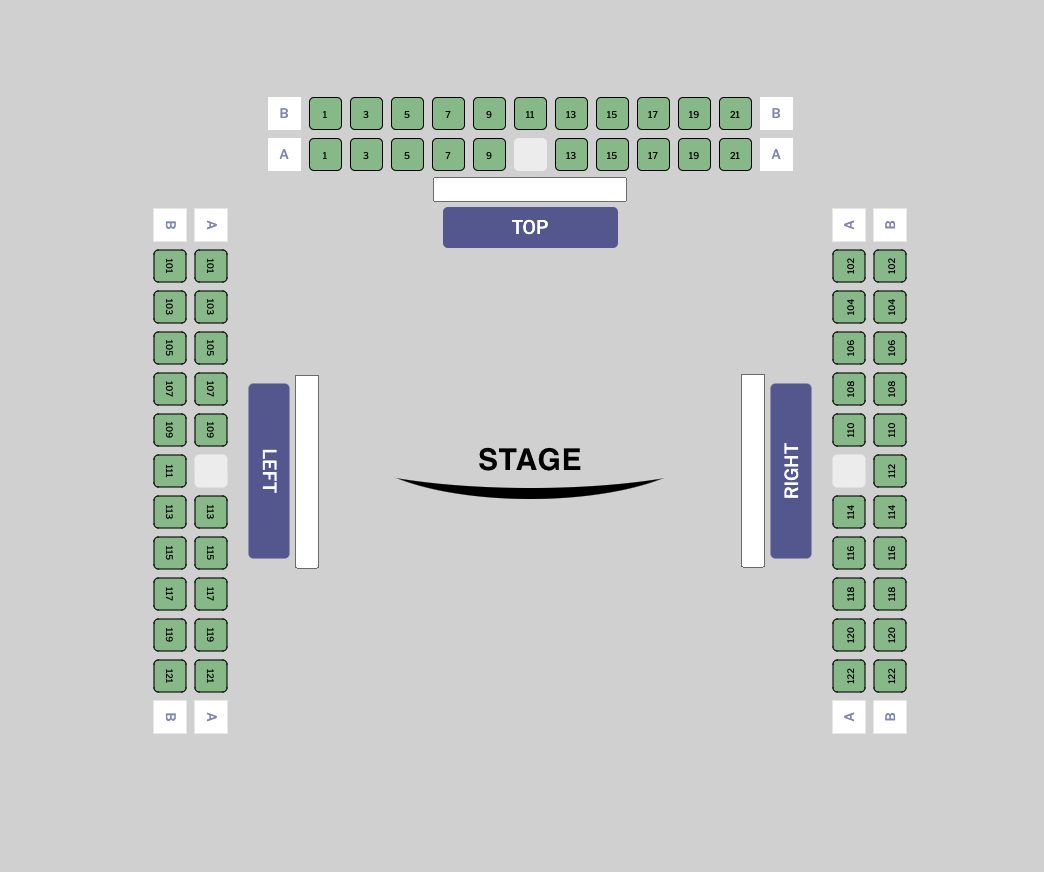 B 1 3 5 7 9 11 13 15 17 19 21 B
A 1 3 5 7 9 13 15 17 19 21 A
TOP
B A
101 101
103 103
105 105
107 107
109 109
111
113 113
115 115
117 117
119 119
121 121
B A
LEFT
STAGE
RIGHT
A B
102 102
104 104
106 106
108 108
110 110
112
114 114
116 116
118 118
120 120
122 122
A B